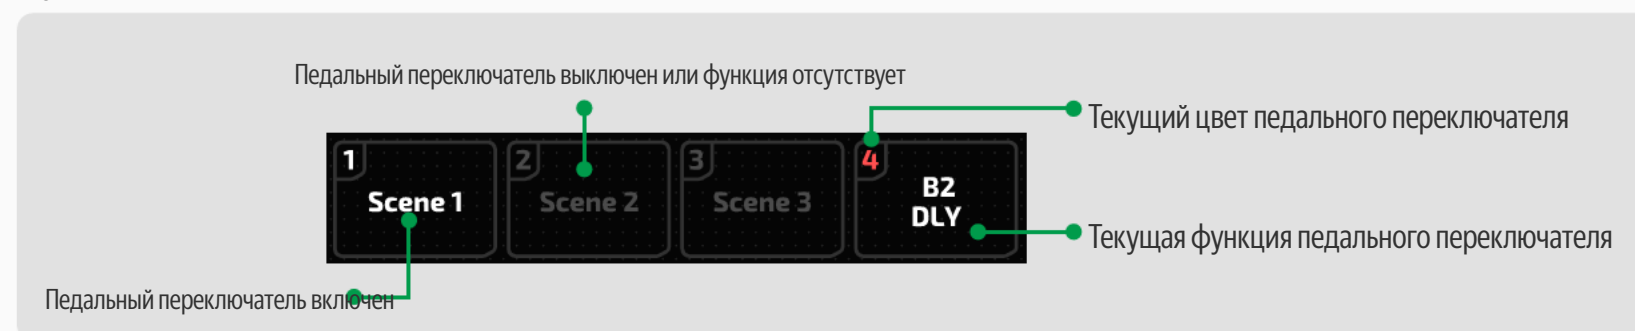 Педальный переключатель выключен или функция отсутствует
Текущий цвет педального переключателя
1
Scene 1
2
Scene 2
3
Scene 3
4
B2
DLY
Текущая функция педального переключателя
Педальный переключатель включен